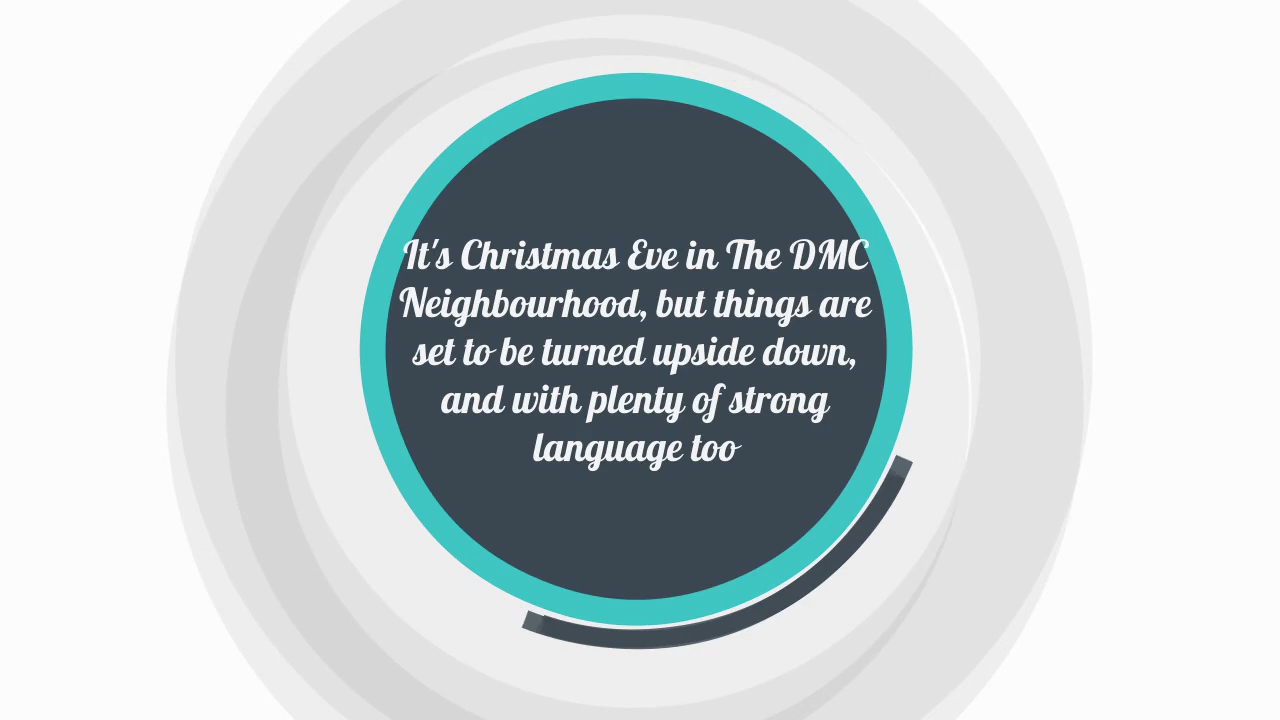 It's Christmas Eve in The DMC
Neighbourhood, but things are
set to be turned upside down,
and with plenty of strong
language too